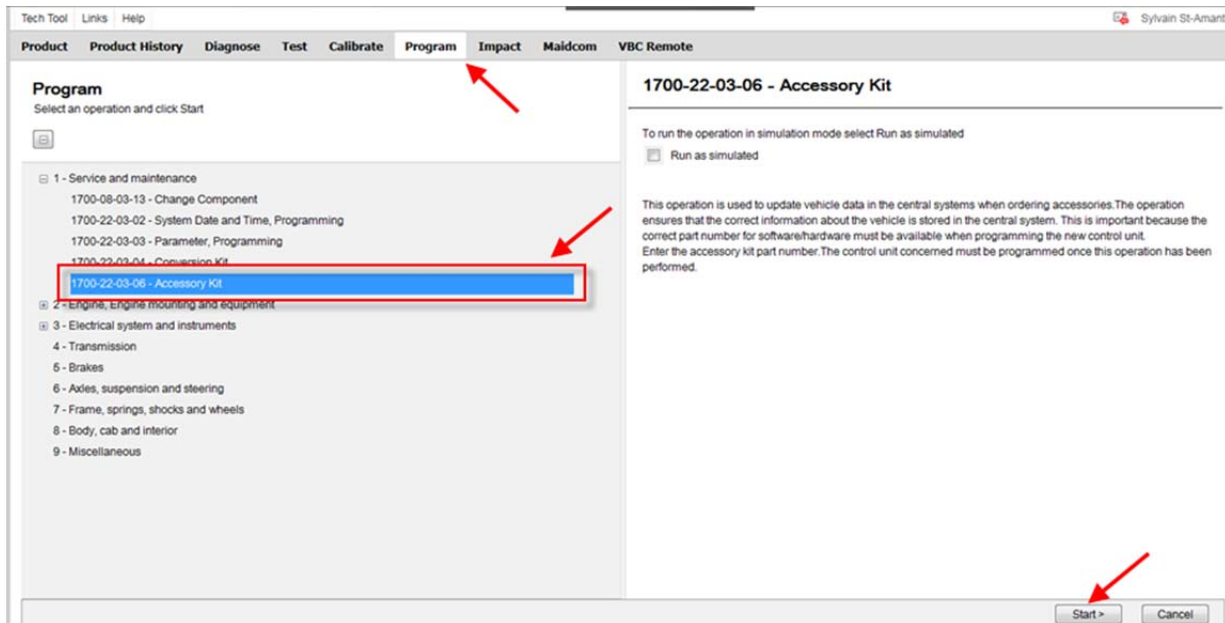 Tech Tool Links Help Sylvain St-Amant
Product Product History Diagnose Test Calibrate Program Impact Maidcom VBC Remote
Program
Select an operation and click Start
1 - Service and maintenance
1700-08-03-13 - Change Component
1700-22-03-02 - System Date and Time, Programming
1700-22-03-03 - Parameter, Programming
1700-22-03-04 - Conversion Kit
1700-22-03-06 - Accessory Kit
2 - Engine, Engine mounting and equipment
3 - Electrical system and instruments
4 - Transmission
5 - Brakes
6 - Axles, suspension and steering
7 - Frame, springs, shocks and wheels
8 - Body, cab and interior
9 - Miscellaneous
1700-22-03-06 - Accessory Kit
To run the operation in simulation mode select Run as simulated
Run as simulated
This operation is used to update vehicle data in the central systems when ordering accessories.The operation
ensures that the correct information about the vehicle is stored in the central system. This is important because the
correct part number for software/hardware must be available when programming the new control unit.
Enter the accessory kit part number.The control unit concerned must be programmed once this operation has been
performed.
Start > Cancel